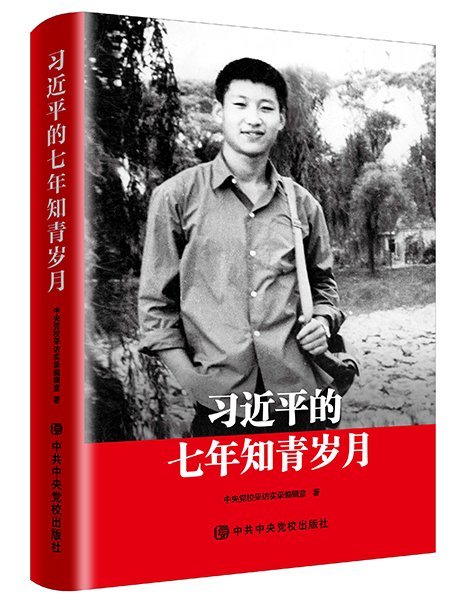 习近平的七年知青岁月
中央党校采访实录编辑室 著
中共中央党校出版社
习近平的
七年知青岁月
中央党校采访实录编辑室 著
中共中央党校出版社